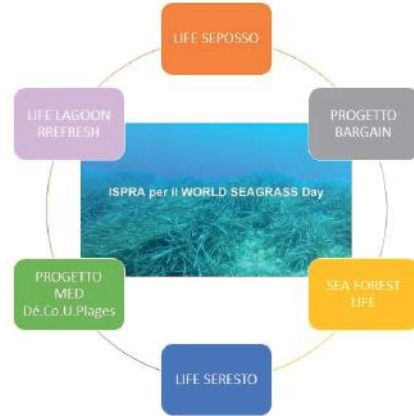 LIFE SEPOSSO
LIFE LAGOON
RREFRESH
PROGETTO
BARGAIN
ISPRA per il WORLD SEAGRASS Day
PROGETTO
MED
Dé.Co.U.Plages
SEA FOREST
LIFE
LIFE SERESTO